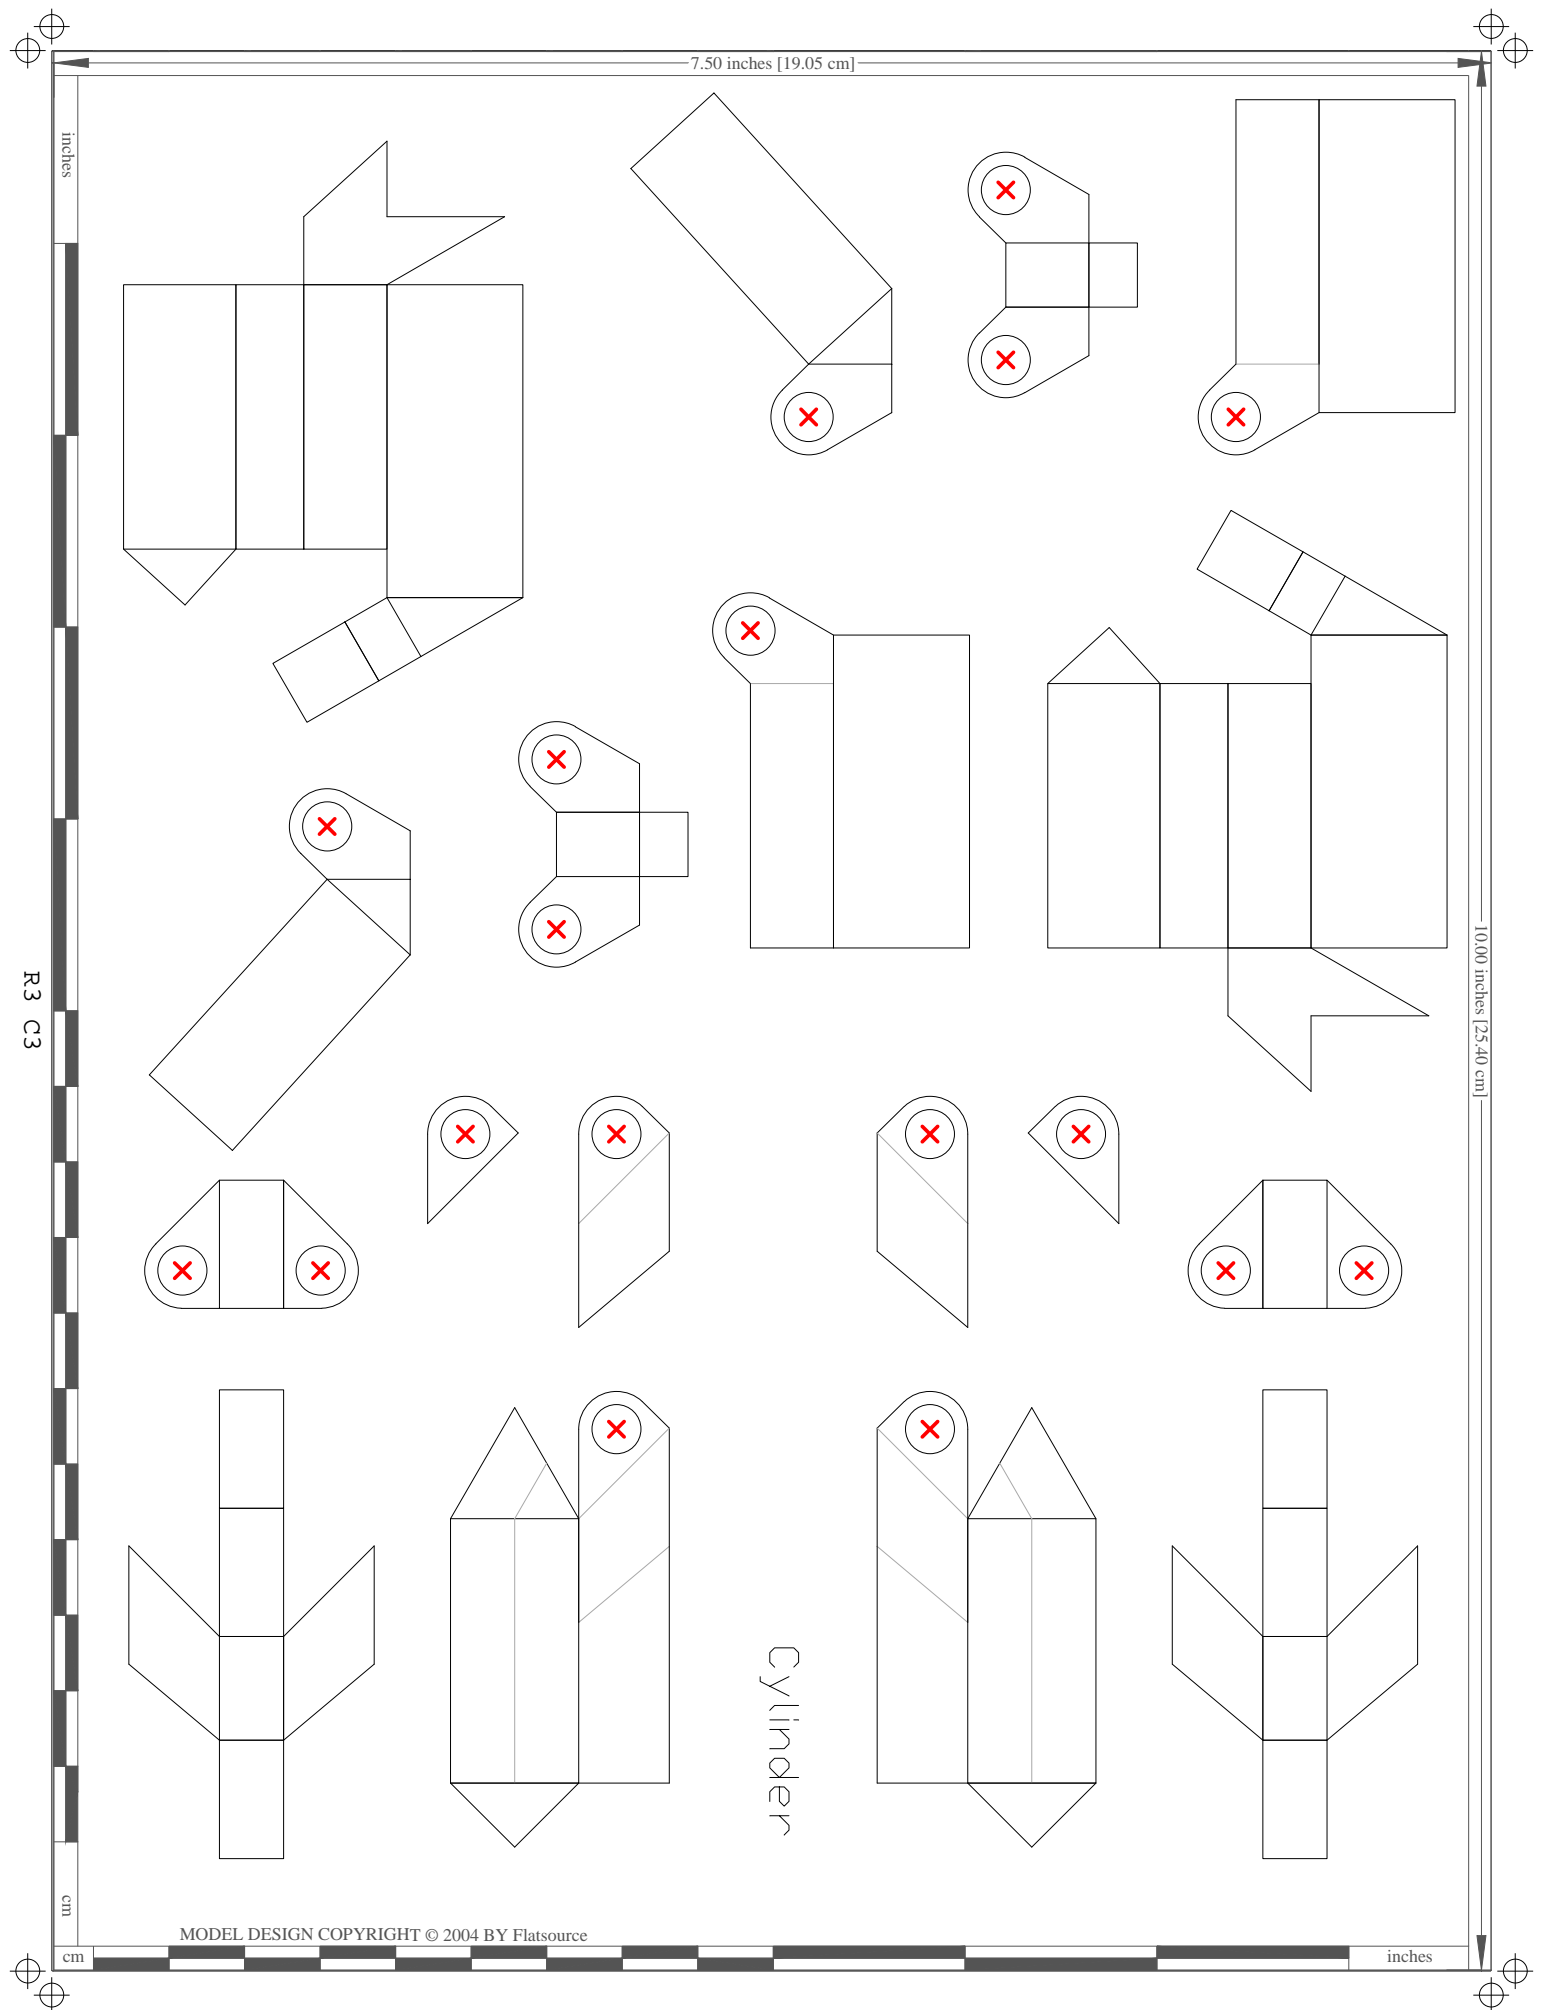 7.50 inches [19.05 cm]
inches
10.00 inches [25.40 cm]
R3 C3
Cylinder
cm
MODEL DESIGN COPYRIGHT © 2004 BY Flatsource
cm
inches